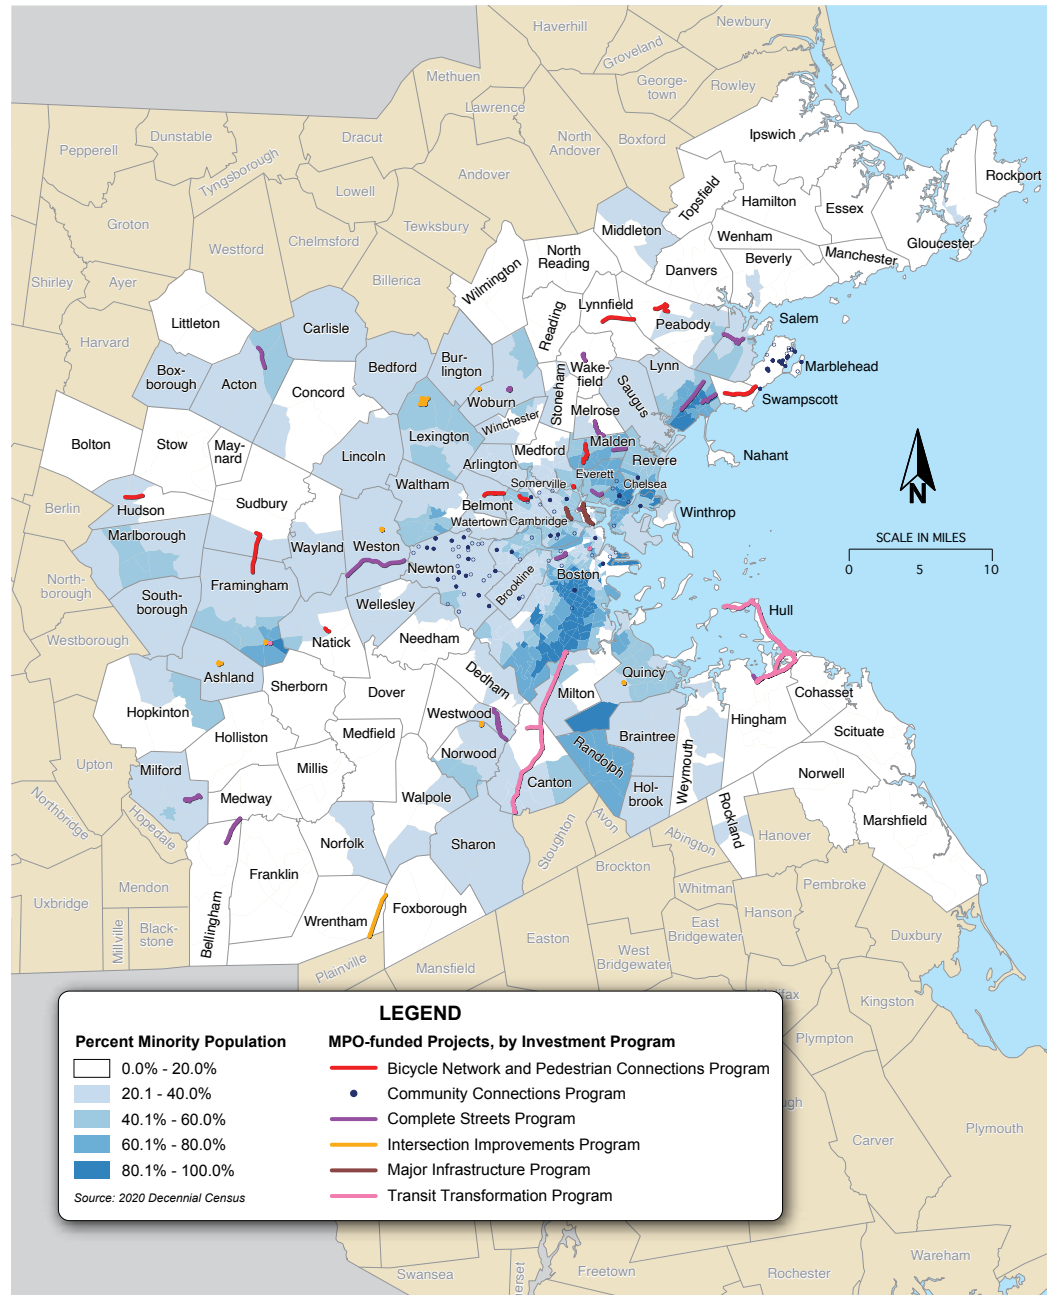 Haverhill
Newbury
Groveland
Methuen
George-
town
Rowley
Lawrence
Dunstable
Dracut
North
Andover
Boxford
Ipswich
Pepperell
Tyngsborough
Andover
Rockport
Lowell
Topsfield
Hamilton
Essex
Groton
Tewksbury
Middleton
Westford
Chelmsford
Wenham
Gloucester
North
Reading
Beverly
Manchester
Shirley
Ayer
Billerica
Wilmington
Danvers
Lynnfield
Littleton
Carlisle
Reading
Peabody
Salem
Harvard
Bur-
lington
Bedford
Wake-
field
Lynn
Marblehead
Box-
borough
Acton
Concord
Stoneham
Saugus
Woburn
Swampscott
Winchester
Melrose
Bolton
Stow
May-
nard
Lexington
Malden
Medford
Revere
Nahant
Lincoln
Arlington
Everett
Waltham
Somerville
Chelsea
Berlin
Hudson
Sudbury
Belmont
Winthrop
Watertown
Cambridge
N
Marlborough
SCALE IN MILES
Wayland
Weston
Newton
0
5
10
North-
borough
Framingham
Boston
Brookline
South-
borough
Wellesley
Hull
Westborough
Natick
Needham
Ashland
Sherborn
Dover
Dedham
Milton
Quincy
Cohasset
Hopkinton
Westwood
Hingham
Holliston
Medfield
Norwood
Randolph
Braintree
Weymouth
Scituate
Upton
Milford
Millis
Canton
Norwell
Medway
Walpole
Hol-
brook
Northbridge
Hopedale
Rockland
Marshfield
Norfolk
Sharon
Stoughton
Avon
Abington
Hanover
Franklin
Brockton
Mendon
Pembroke
Whitman
Uxbridge
Bellingham
Wrentham
Foxborough
Hanson
Millville
Black-
stone
East
Bridgewater
Duxbury
Easton
West
Bridgewater
Plainville
Mansfield
Kingston
Plympton
Plymouth
Carver
LEGEND
Percent Minority Population
0.0% - 20.0%
20.1 - 40.0%
40.1% - 60.0%
60.1% - 80.0%
80.1% - 100.0%
Source: 2020 Decennial Census
MPO-funded Projects, by Investment Program
Bicycle Network and Pedestrian Connections Program
Community Connections Program
Complete Streets Program
Intersection Improvements Program
Major Infrastructure Program
Transit Transformation Program
Swansea
Freetown
Rochester
Wareham